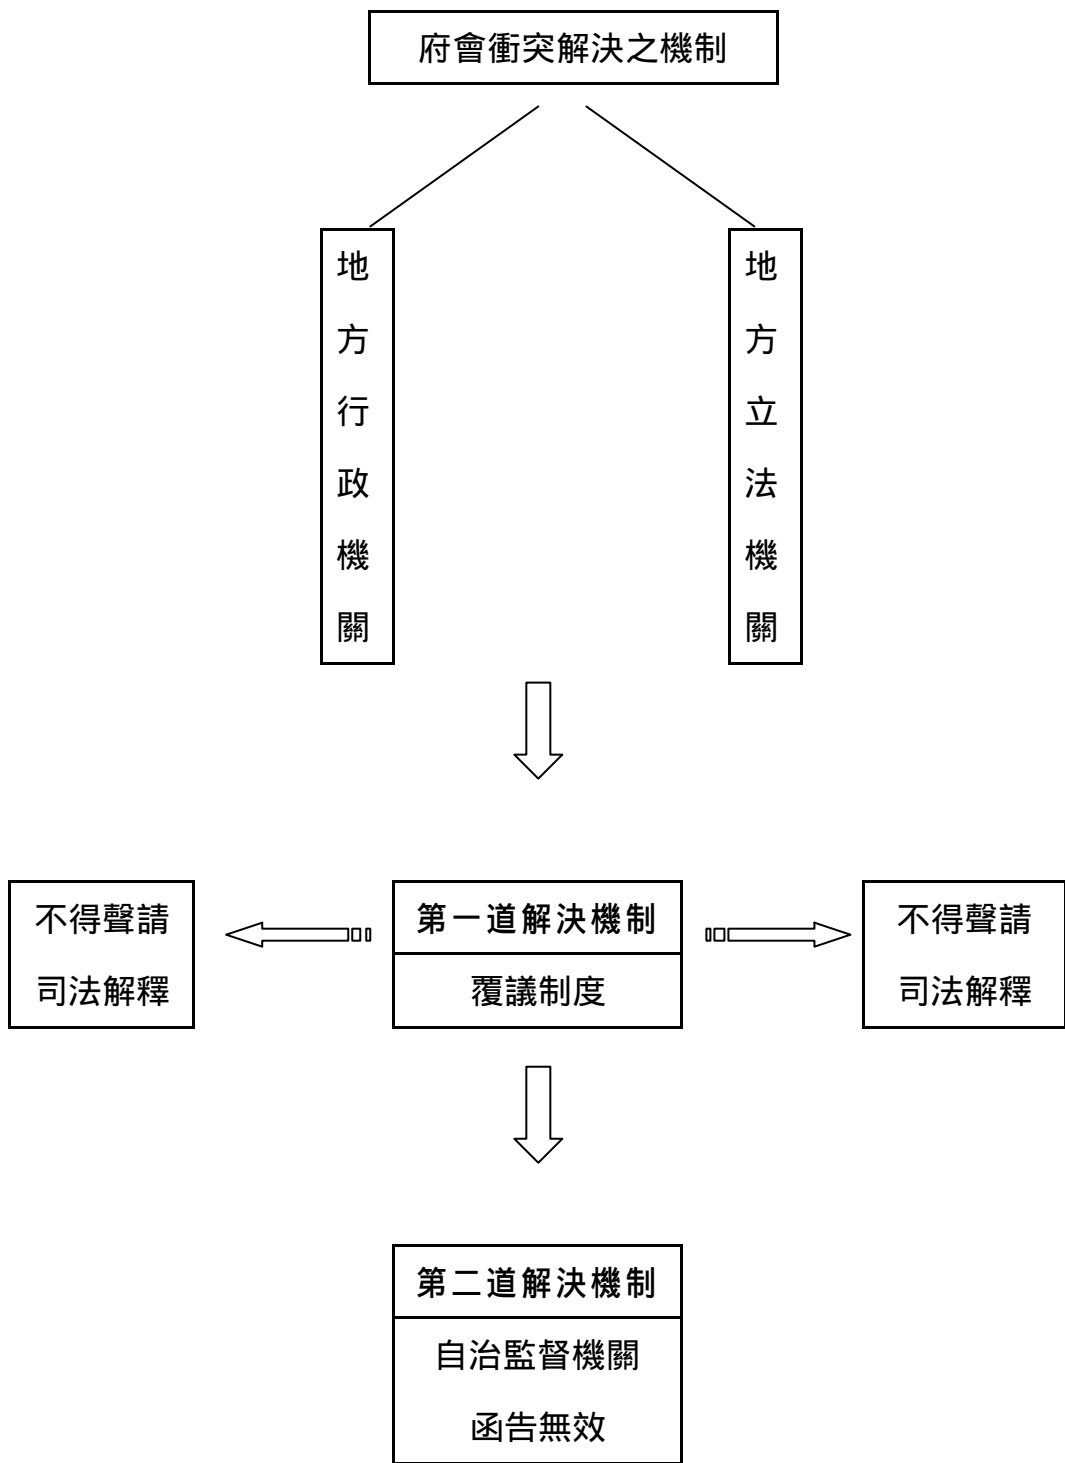 府會衝突解決之機制
地方行政機關
地方立法機關
不得聲請
司法解釋
第一道解決機制
覆議制度
不得聲請
司法解釋
第二道解決機制
自治監督機關
函告無效